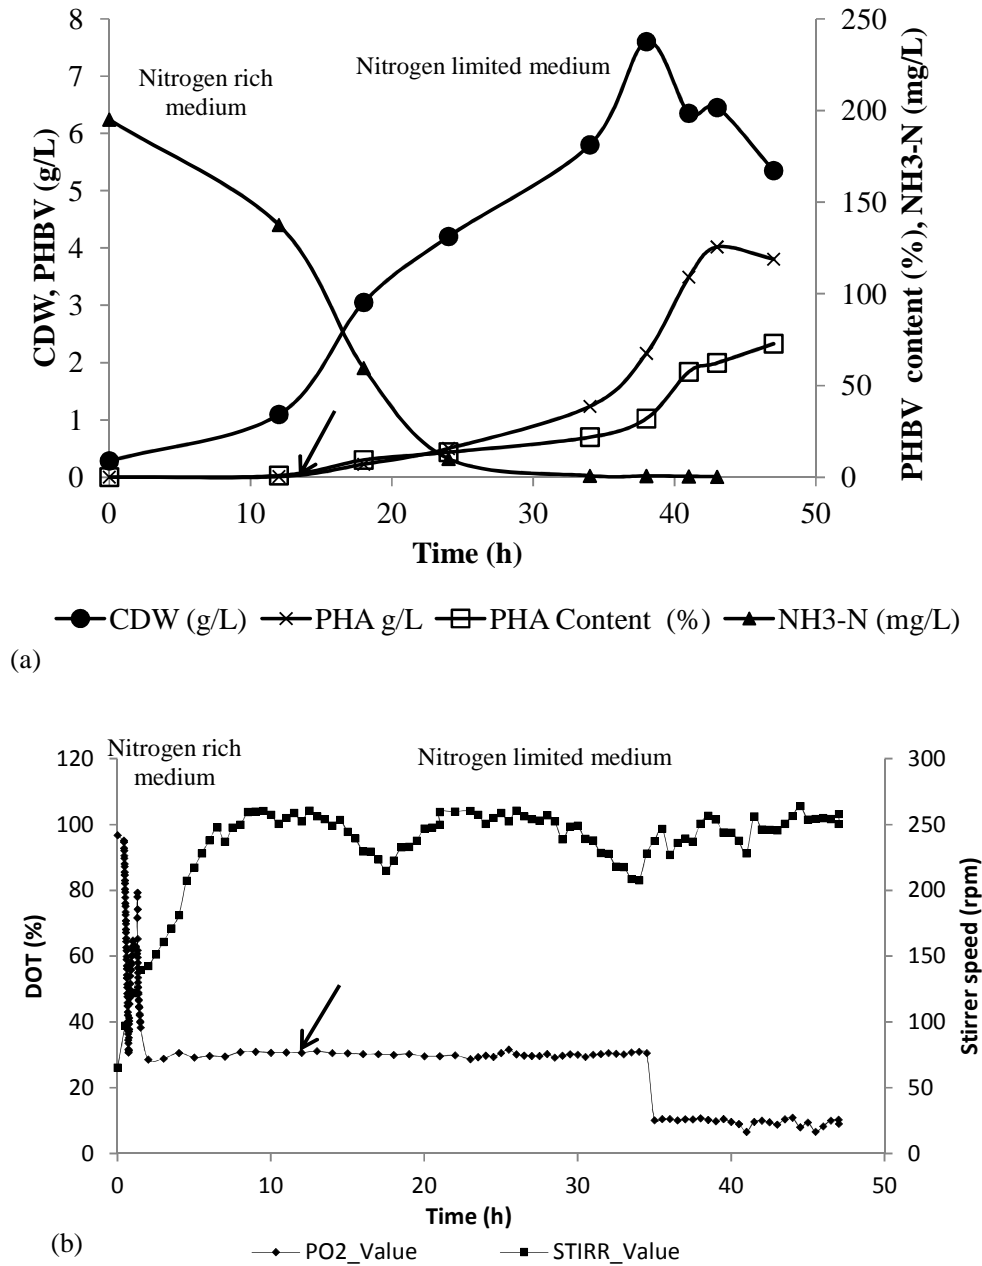 8
7
6
5
4
3
2
1
0
CDW, PHBV (g/L)
Nitrogen rich
medium
Nitrogen limited medium
250
200
150
100
50
0
PHBV content (%), NH3-N (mg/L)
0 10 20 30 40 50
Time (h)
CDW (g/L) PHA g/L PHA Content (%) NH3-N (mg/L)
(a)
Nitrogen rich
medium
Nitrogen limited medium
120
100
80
60
40
20
0
DOT (%)
300
250
200
150
100
50
0
Stirrer speed (rpm)
0 10 20 30 40 50
Time (h)
(b)
PO2_Value STIRR_Value